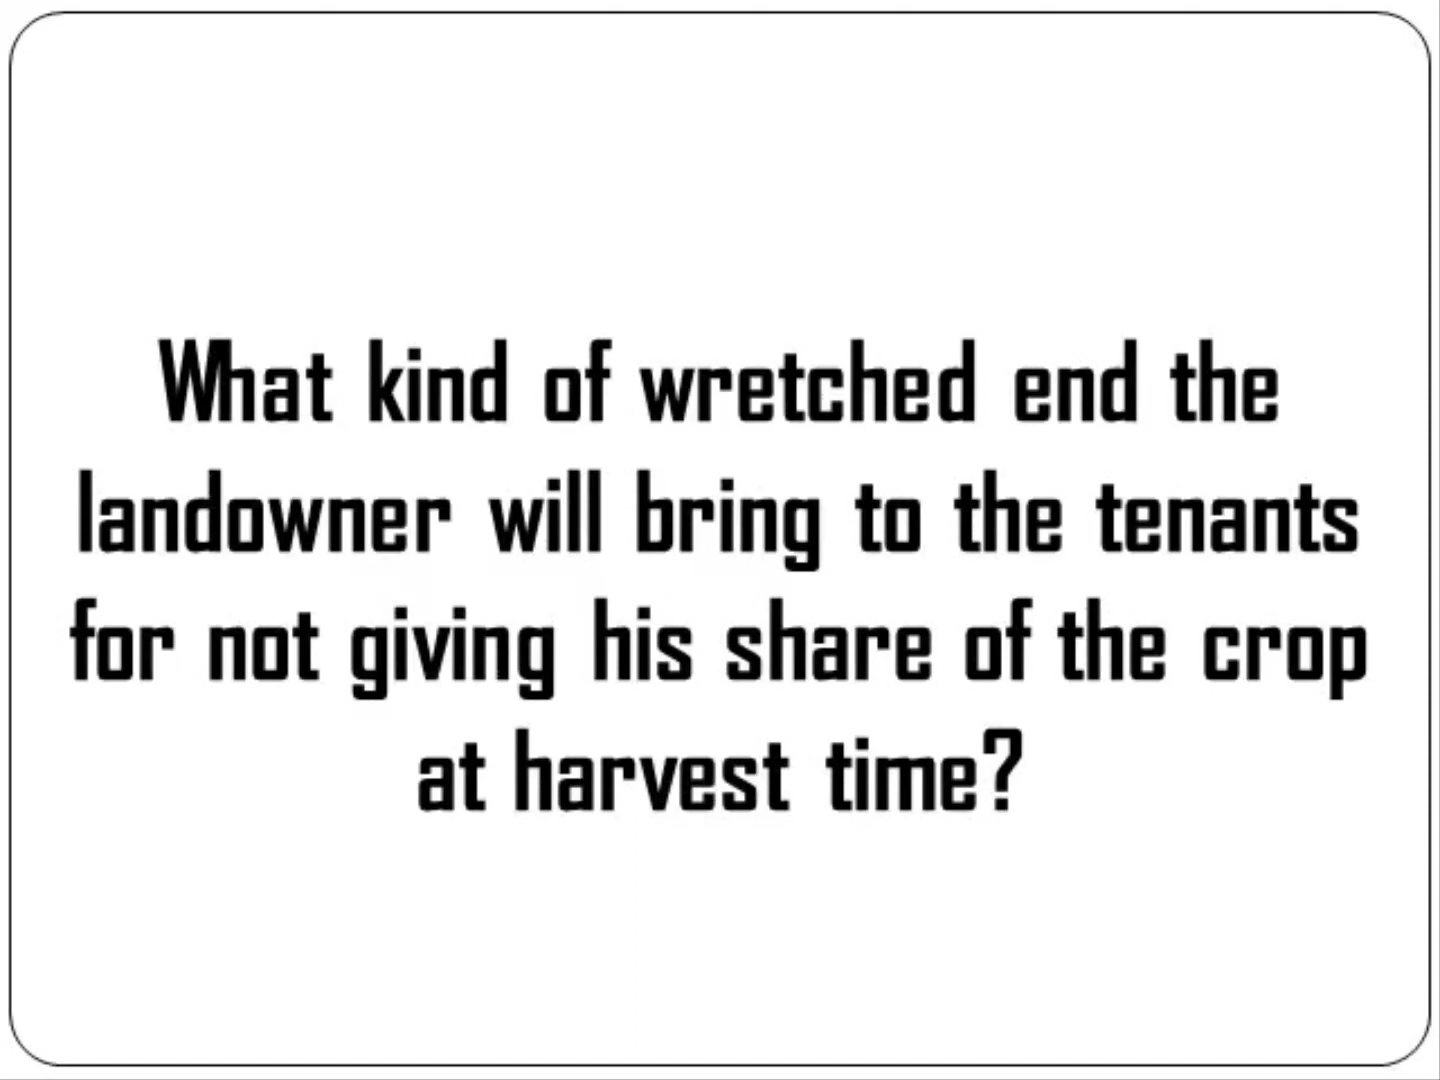 What kind of wretched end the
landowner will bring to the tenants
for not giving his share of the crop
at harvest time?